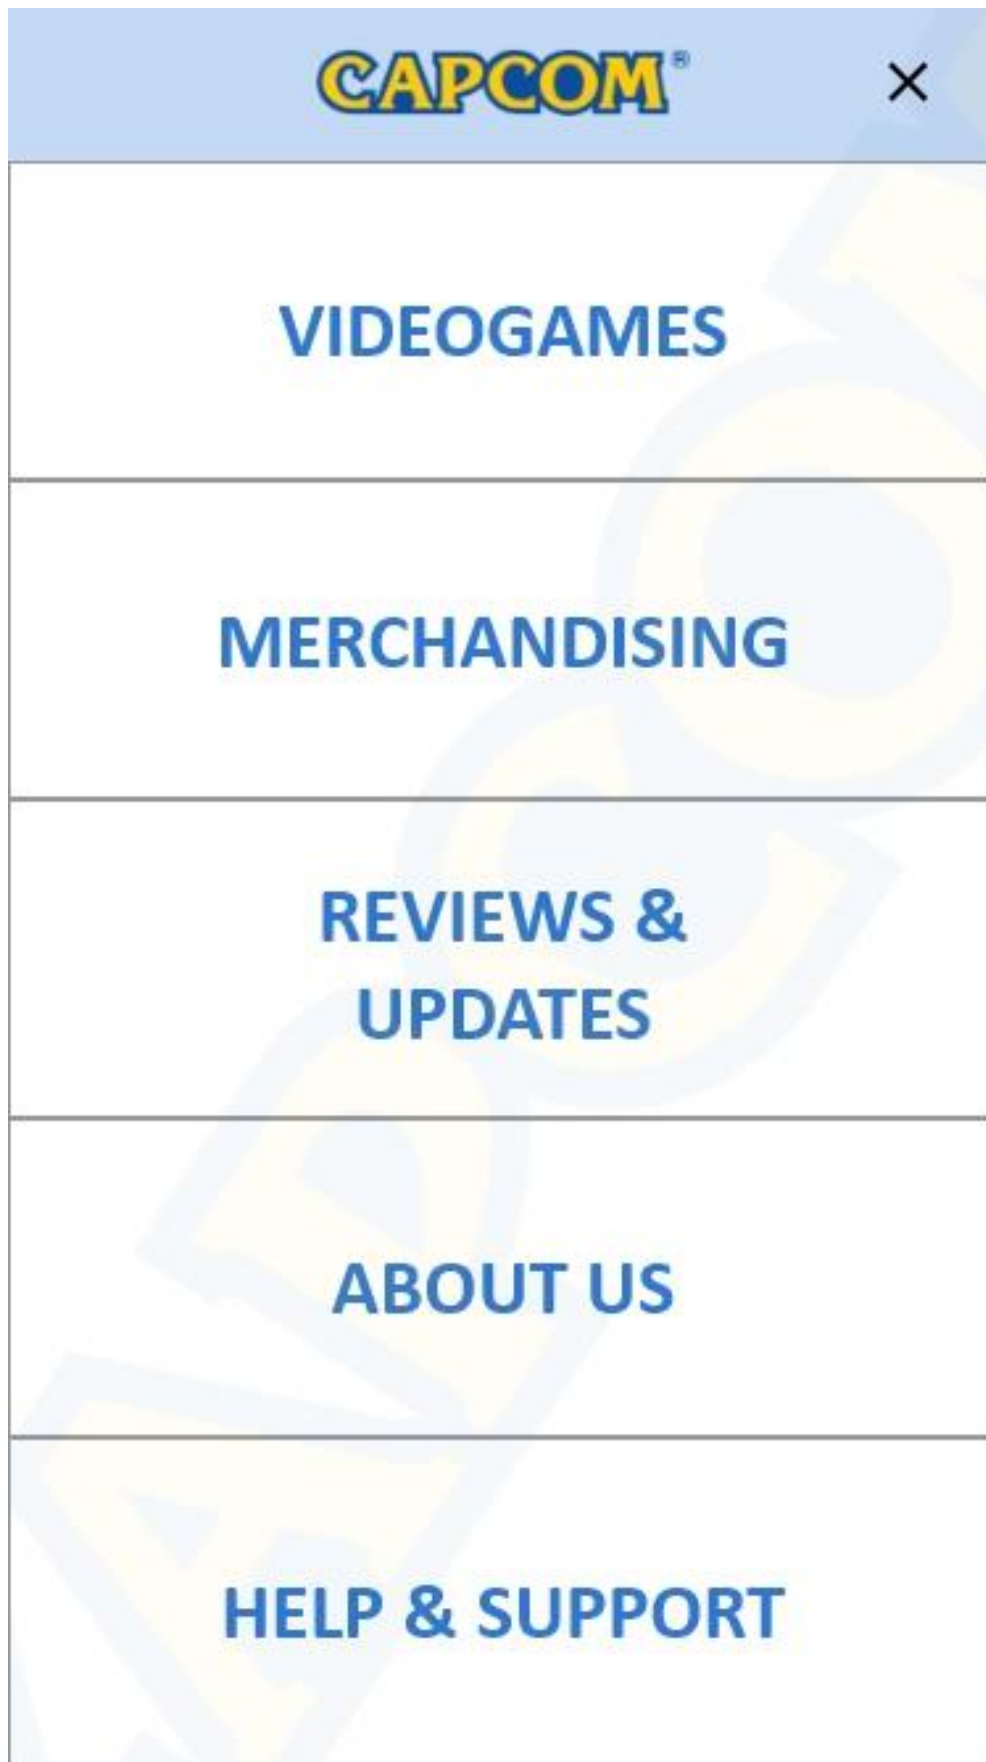 CAPCOM®
VIDEOGAMES
MERCHANDISING
REVIEWS &
UPDATES
ABOUT US
HELP & SUPPORT